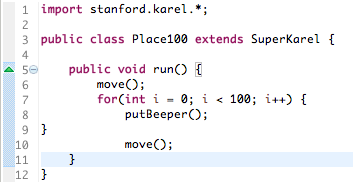 1 import stanford.karel.*;
2
3 public class Place100 extends SuperKarel {
4
5     public void run() {
6         move();
7         for(int i = 0; i < 100; i++) {
8             putBeeper();
9 }
10             move();
11     }
12 }